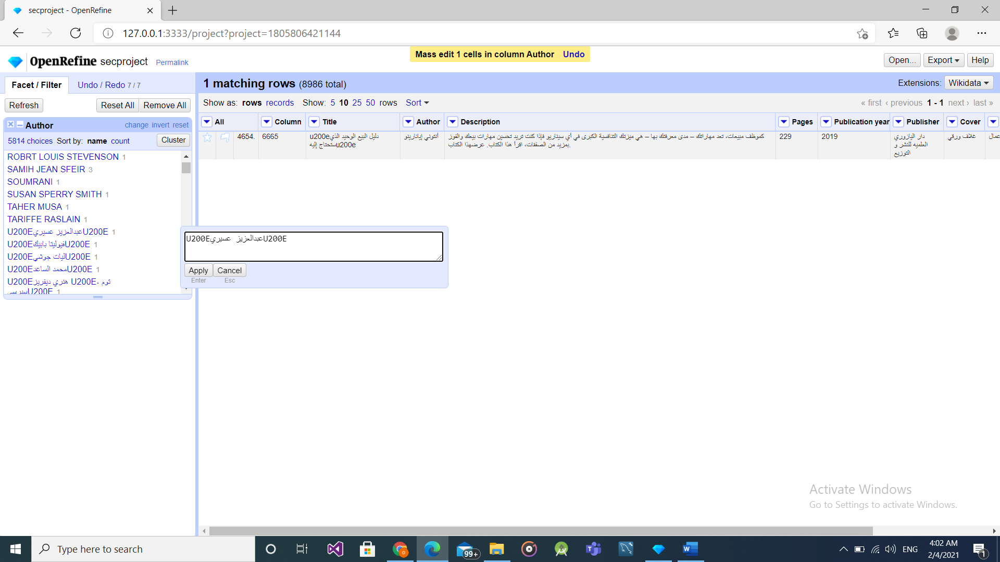 secproject - OpenRefine
127.0.0.1:3333/project?project=1805806421144
Mass edit 1 cells in column Author Undo
OpenRefine secproject Permalink
Open... Export Help
Facet / Filter Undo / Redo 7 / 7
1 matching rows (8986 total)
Extensions: Wikidata
Refresh Reset All Remove All
Show as: rows records Show: 5 10 25 50 rows Sort
« first ‹ previous 1 - 1 next › last »
Author change invert reset
5814 choices Sort by: name count Cluster
ROBRT LOUIS STEVENSON 1
SAMIH JEAN SFEIR 3
SOUMRANI 1
SUSAN SPERRY SMITH 1
TAHER MUSA 1
TARIFFE RASLAIN 1
U200Eعبدالعزيز عسيريU200E 1
U200Eفيوليتا بابيكU200E 1
U200Eليات جوشيU200E 1
U200Eمحمد الساعدU200E 1
U200Eهنري ديفريز U200E، توم
سيرسيU200E 1
All Column Title Author Description Pages Publication year Publisher Cover
4654. 6665
u200eدليل البيع الوحيد الذي
ستحتاج إليهu200e
أنتوني إيانارينو
كموظف مبيعات، تعد مهاراتك – مدى معرفتك بها – هي ميزتك التنافسية الكبرى في أي سيناريو فإذا كنت تريد تحسين مهارات بيعك والفوز
بمزيد من الصفقات، اقرأ هذا الكتاب. عرضهذا الكتاب.
229
2019
دار اليازوري
العلميه للنشر و
التوزيع
غلاف ورقي
عمال
U200Eعبدالعزيز عسيريU200E
Apply Cancel
Enter Esc
Activate Windows
Go to Settings to activate Windows.
Type here to search
99+
ENG
4:02 AM
2/4/2021
1